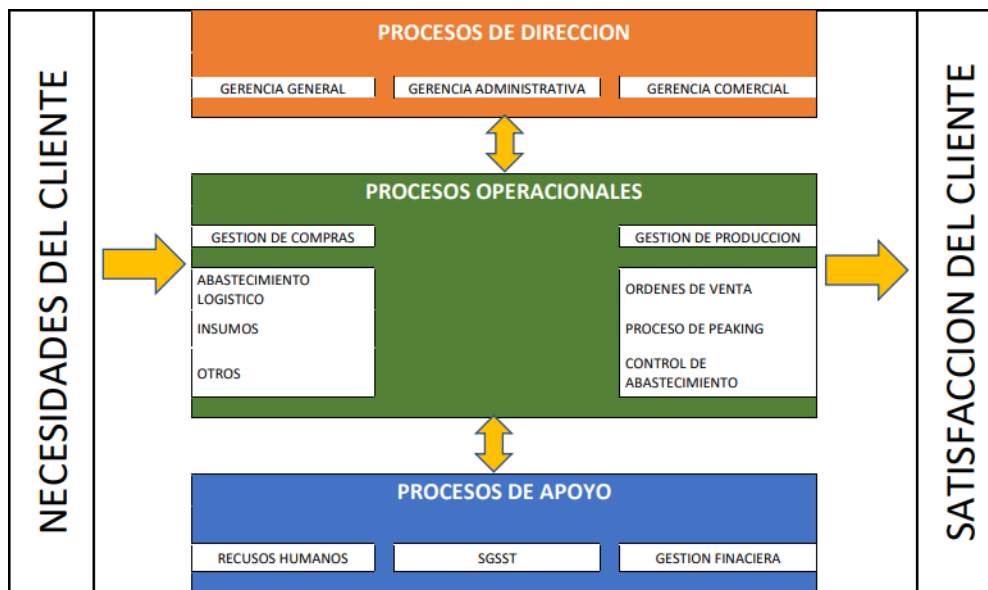 NECESIDADES DEL CLIENTE
PROCESOS DE DIRECCION
GERENCIA GENERAL
GERENCIA ADMINISTRATIVA
GERENCIA COMERCIAL
PROCESOS OPERACIONALES
GESTION DE COMPRAS
ABASTECIMIENTO
LOGISTICO
INSUMOS
OTROS
GESTION DE PRODUCCION
ORDENES DE VENTA
PROCESO DE PEAKING
CONTROL DE
ABASTECIMIENTO
PROCESOS DE APOYO
RECUSOS HUMANOS
SGSST
GESTION FINACIERA
SATISFACCION DEL CLIENTE